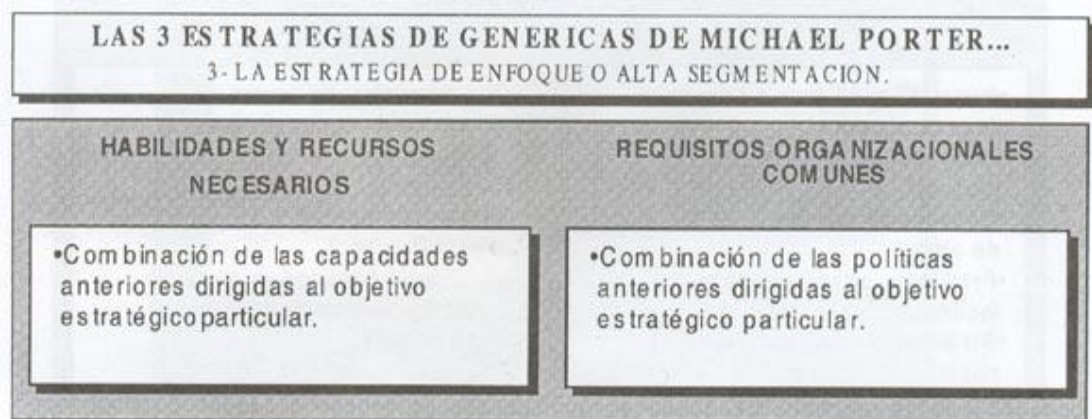 LAS 3 ESTRATEGIAS DE GENERICAS DE MICHAEL PORTER...
3- LA ESTRATEGIA DE ENFOQUE O ALTA SEGMENTACION.
HABILIDADES Y RECURSOS
NECESARIOS
•Combinación de las capacidades
anteriores dirigidas al objetivo
estratégico particular.
REQUISITOS ORGANIZACIONALES
COMUNES
•Combinación de las políticas
anteriores dirigidas al objetivo
estratégico particular.